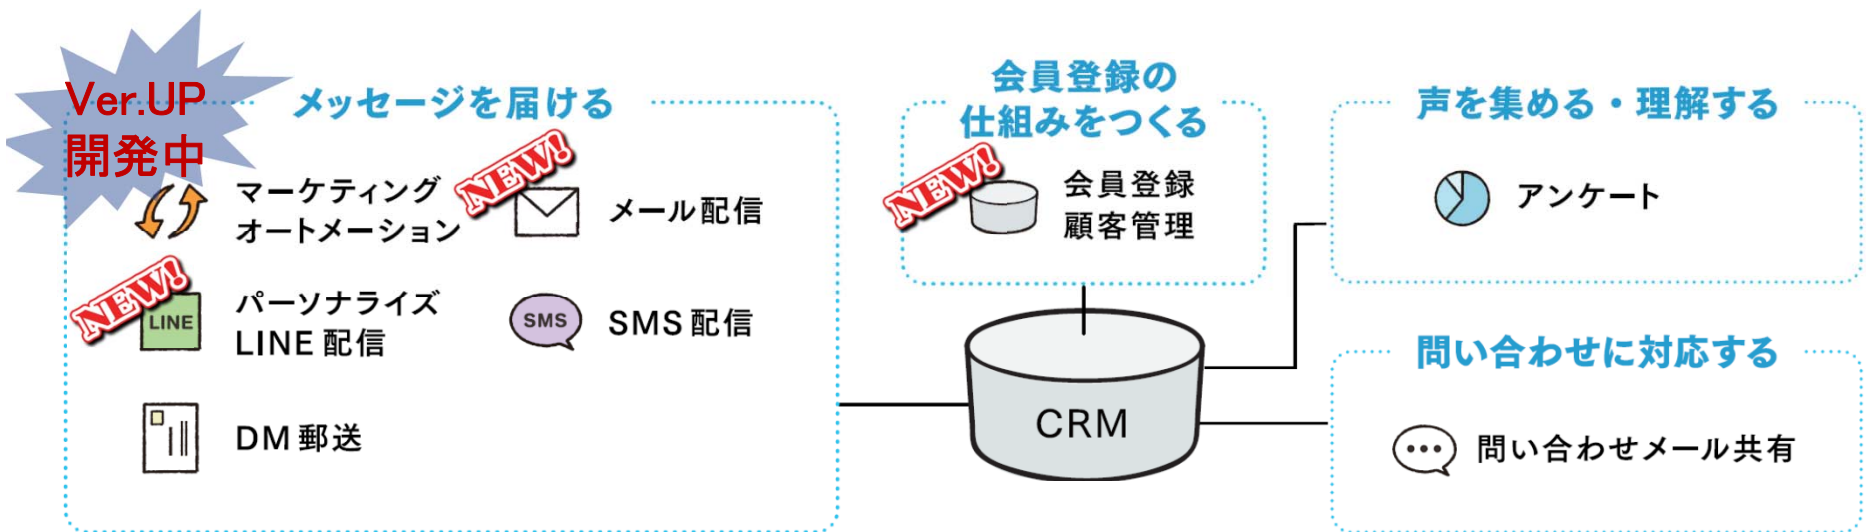 Ver.UP
開発中
メッセージを届ける
マーケティング
オートメーション
NEW!
メール配信
NEW!
LINE
パーソナライズ
LINE 配信
SMS
SMS 配信
DM 郵送
会員登録の
仕組みをつくる
NEW!
会員登録
顧客管理
CRM
声を集める・理解する
アンケート
問い合わせに対応する
問い合わせメール共有